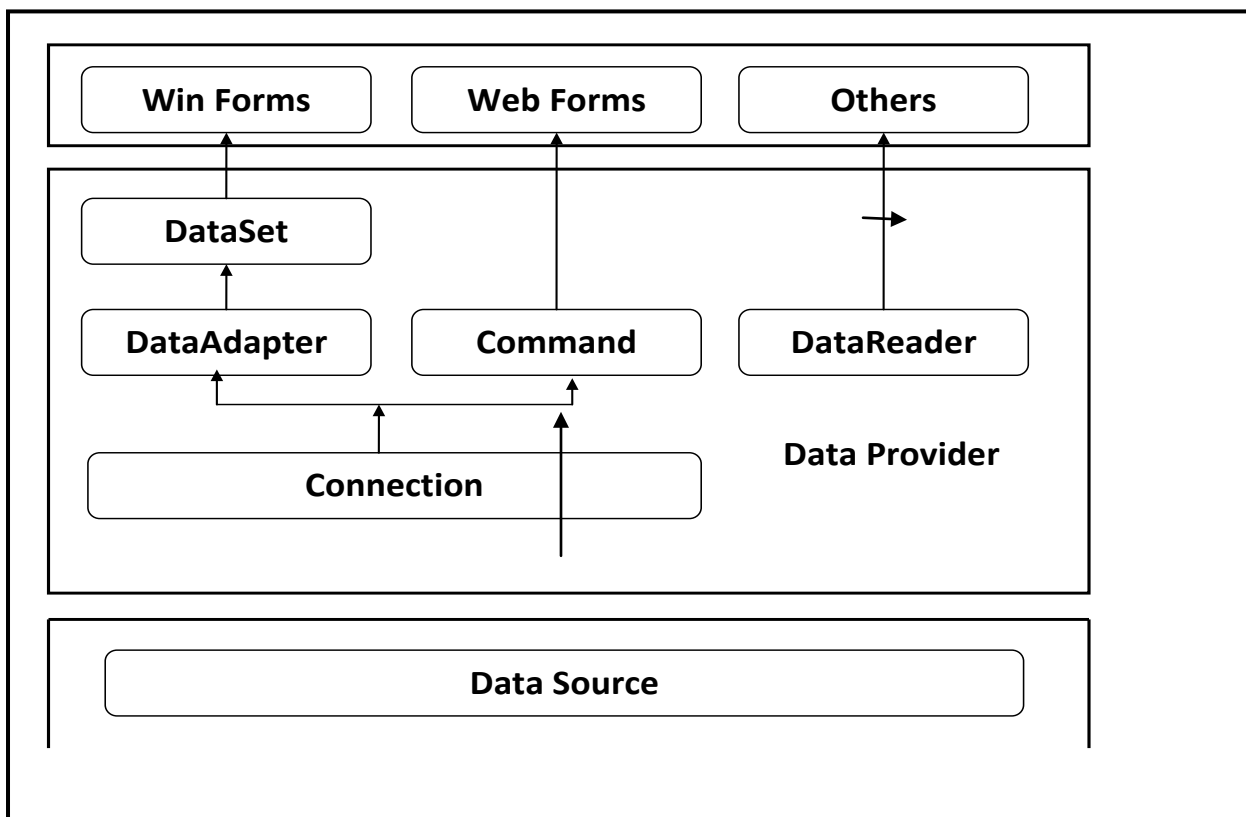 Win Forms
Web Forms
Others
DataSet
DataAdapter
Command
DataReader
Data Provider
Connection
Data Source